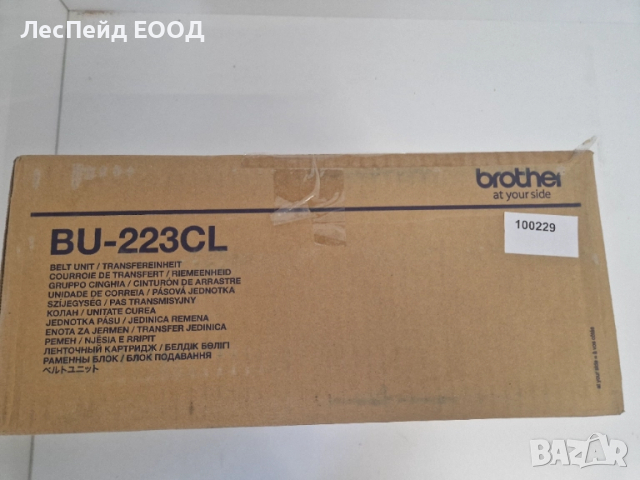 ЛесПейд ЕООД
brother
at your side
100229
BU-223CL
BELT UNIT / TRANSFEREINHEIT
COURROIE DE TRANSFERT / RIEMEENHEID
GRUPPO CINGHIA / CINTURÓN DE ARRASTRE
UNIDADE DE CORREIA / PÁSOVÁ JEDNOTKA
SZÍJEGYSÉG / PAS TRANSMISYJNY
КОЛАН / UNITATE CUREA
JEDNOTKA PÁSU / JEDINICA REMENA
ENOTA ZA JERMEN / TRANSFER JEDINICA
РЕМЕН / NJËSIA E RRIPIT
ЛЕНТОЧНЫЙ КАРТРИДЖ / БЕЛДІК БӨЛІГІ
РАМЕННЫ БЛОК / БЛОК ПОДАВАННЯ
ベルトユニット
BAZAR